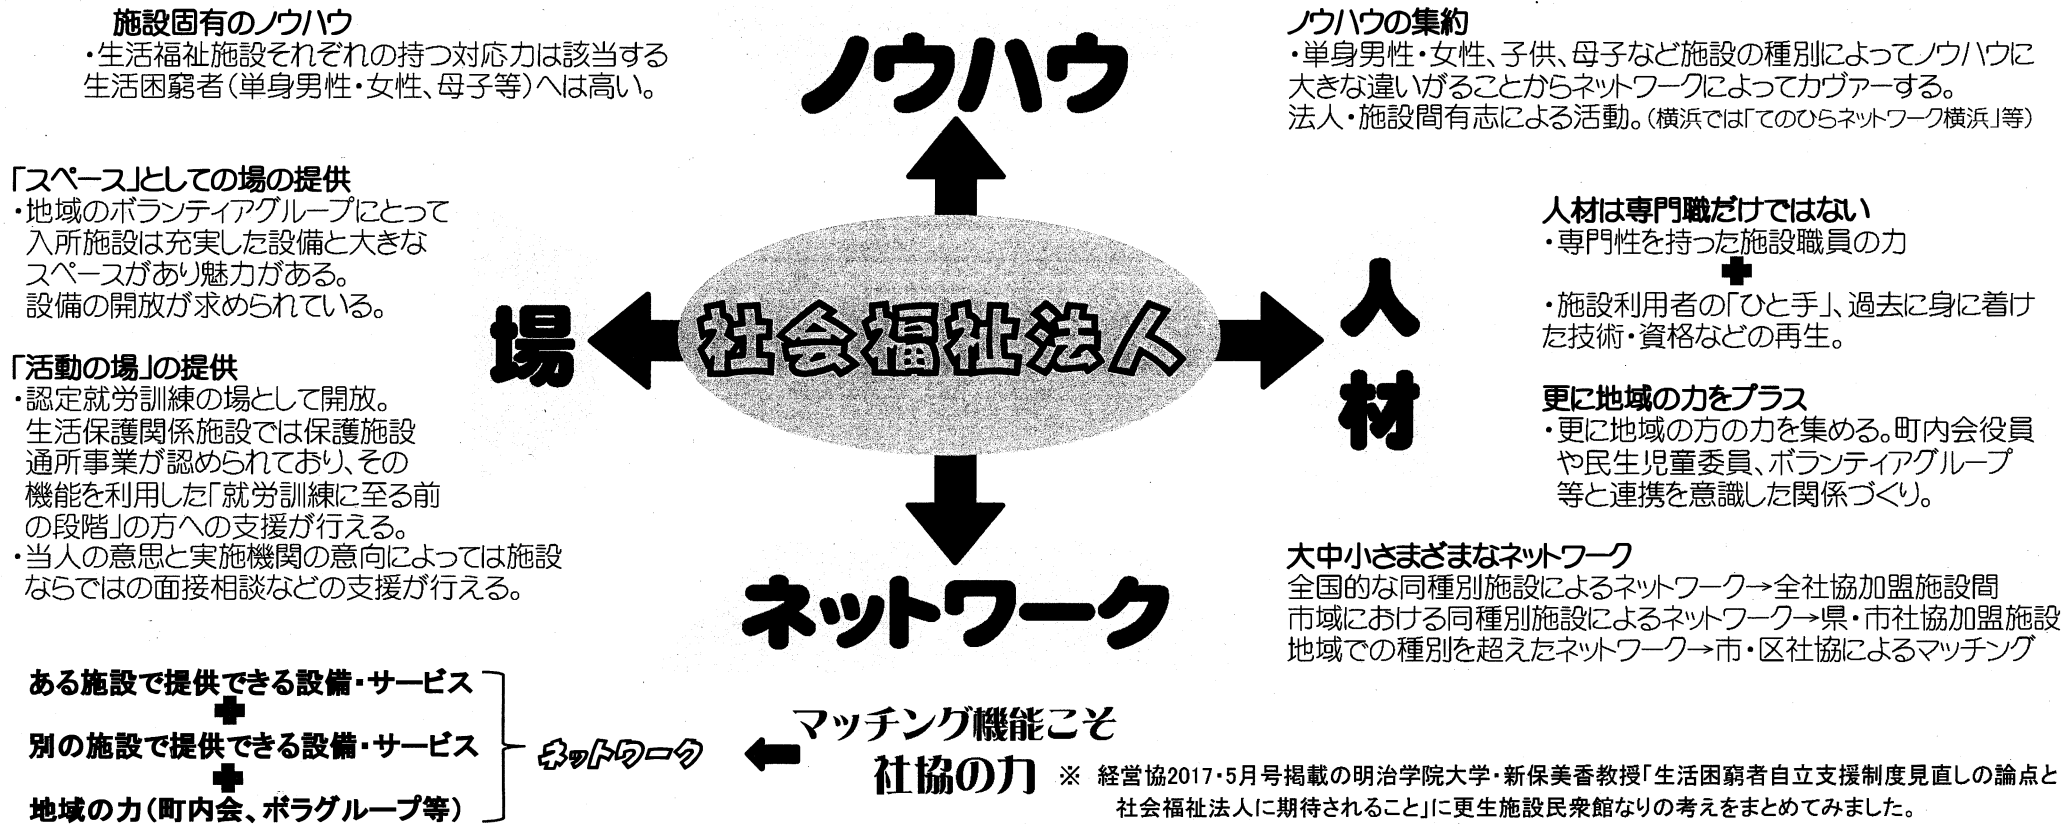 施設固有のノウハウ
・生活福祉施設それぞれの持つ対応力は該当する
生活困窮者(単身男性・女性、母子等)へは高い。
ノウハウ
ノウハウの集約
・単身男性・女性、子供、母子など施設の種別によってノウハウに
大きな違いがることからネットワークによってカヴァーする。
法人・施設間有志による活動。(横浜では「てのひらネットワーク横浜」等)
「スペース」としての場の提供
・地域のボランティアグループにとって
入所施設は充実した設備と大きな
スペースがあり魅力がある。
設備の開放が求められている。
「活動の場」の提供
・認定就労訓練の場として開放。
生活保護関係施設では保護施設
通所事業が認められており、その
機能を利用した「就労訓練に至る前
の段階」の方への支援が行える。
・当人の意思と実施機関の意向によっては施設
ならではの面接相談などの支援が行える。
場
社会福祉法人
人材
人材は専門職だけではない
・専門性を持った施設職員の力
・施設利用者の「ひと手」、過去に身に着け
た技術・資格などの再生。
更に地域の力をプラス
・更に地域の方の力を集める。町内会役員
や民生児童委員、ボランティアグループ
等と連携を意識した関係づくり。
ネットワーク
大中小さまざまなネットワーク
全国的な同種別施設によるネットワーク→全社協加盟施設間
市域における同種別施設によるネットワーク→県・市社協加盟施設
地域での種別を超えたネットワーク→市・区社協によるマッチング
ある施設で提供できる設備・サービス
別の施設で提供できる設備・サービス
地域の力(町内会、ボラグループ等)
ネットワーク
マッチング機能こそ
社協の力
※ 経営協2017・5月号掲載の明治学院大学・新保美香教授「生活困窮者自立支援制度見直しの論点と
社会福祉法人に期待されること」に更生施設民衆館なりの考えをまとめてみました。